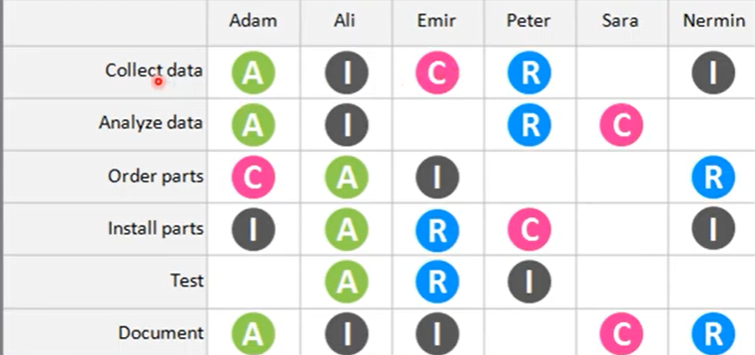 Adam Ali Emir Peter Sara Nermin
Collect data A I C R I
Analyze data A I R C
Order parts C A I R
Install parts I A R C I
Test A R I
Document A I I C R